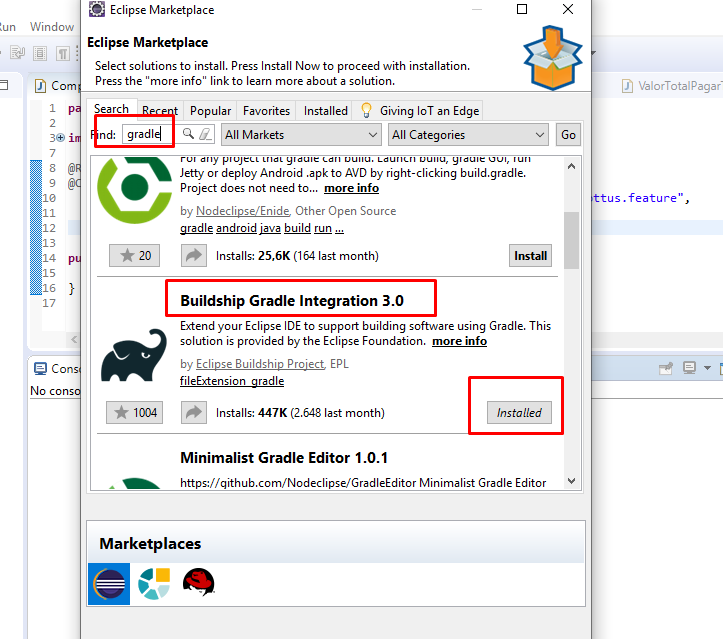 Run Window
Eclipse Marketplace
Eclipse Marketplace
Select solutions to install. Press Install Now to proceed with installation.
Press the "more info" link to learn more about a solution.
Search Recent Popular Favorites Installed Giving IoT an Edge
Find: gradle All Markets All Categories Go
For any project that gradle can build. Launch build, gradle GUI, run
Jetty or deploy Android .apk to AVD by right-clicking build.gradle.
Project does not need to... more info
by Nodeclipse/Enide, Other Open Source
gradle android java build run ...
20 Installs: 25,6K (164 last month) Install
Buildship Gradle Integration 3.0
Extend your Eclipse IDE to support building software using Gradle. This
solution is provided by the Eclipse Foundation. more info
by Eclipse Buildship Project, EPL
fileExtension_gradle
1004 Installs: 447K (2.648 last month) Installed
Minimalist Gradle Editor 1.0.1
https://github.com/Nodeclipse/GradleEditor Minimalist Gradle Editor
Marketplaces
Comp
ValorTotalPagarT
1 pa
2
3 im
7
8 @R
9 @C
10 ottus.feature",
11
12
13
14 pu
15
16 }
17
Conso
No conso